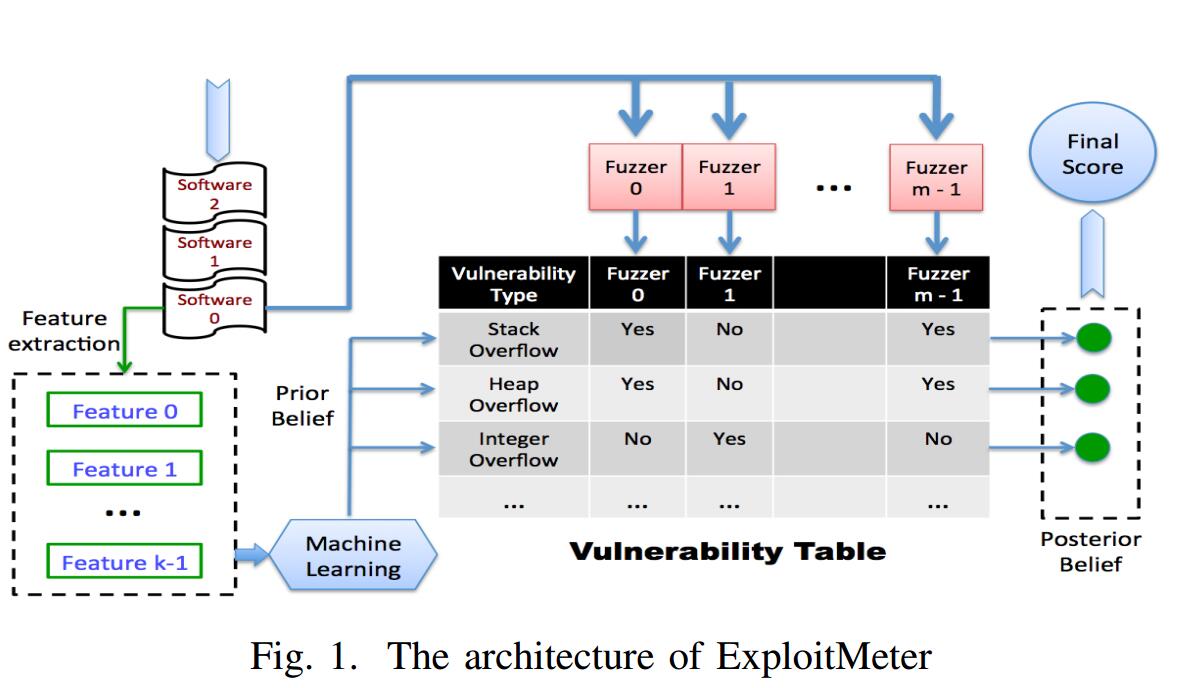 Software
2
Software
1
Software
0
Feature
extraction
Feature 0
Feature 1
...
Feature k-1
Machine
Learning
Prior
Belief
Fuzzer
0
Fuzzer
1
...
Fuzzer
m - 1
Vulnerability
Type
Fuzzer
0
Fuzzer
1
Fuzzer
m - 1
Stack
Overflow
Yes
No
Yes
Heap
Overflow
Yes
No
Yes
Integer
Overflow
No
Yes
No
...
...
...
...
Vulnerability Table
Final
Score
Posterior
Belief
Fig. 1. The architecture of ExploitMeter